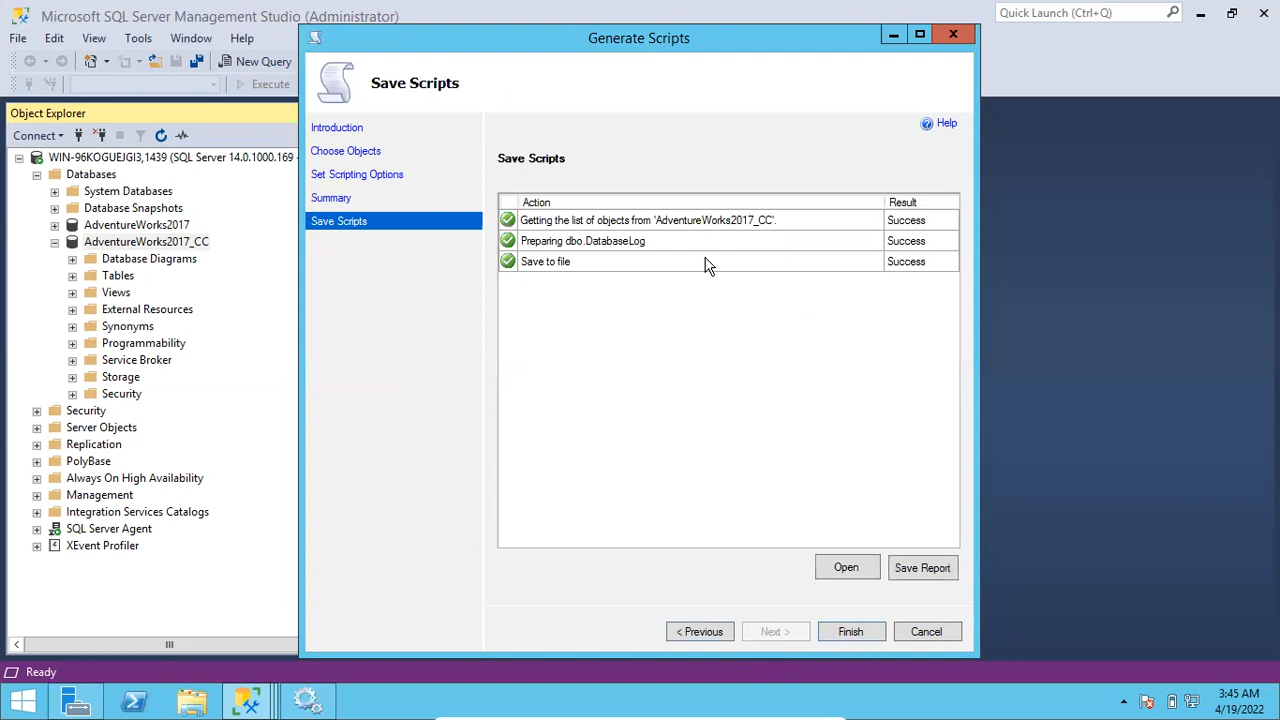 Microsoft SQL Server Management Studio (Administrator)
Quick Launch (Ctrl+Q)
File Edit View Tools Window Help
New Query
Execute
Object Explorer
Connect
WIN-96KOGUEJGI3,1439 (SQL Server 14.0.1000.169 -
Databases
System Databases
Database Snapshots
AdventureWorks2017
AdventureWorks2017_CC
Database Diagrams
Tables
Views
External Resources
Synonyms
Programmability
Service Broker
Storage
Security
Security
Server Objects
Replication
PolyBase
Always On High Availability
Management
Integration Services Catalogs
SQL Server Agent
XEvent Profiler
Generate Scripts
Save Scripts
Introduction
Choose Objects
Set Scripting Options
Summary
Save Scripts
Help
Save Scripts
Action Result
Getting the list of objects from 'AdventureWorks2017_CC'. Success
Preparing dbo.DatabaseLog Success
Save to file Success
Open Save Report
< Previous Next > Finish Cancel
Ready
3:45 AM
4/19/2022